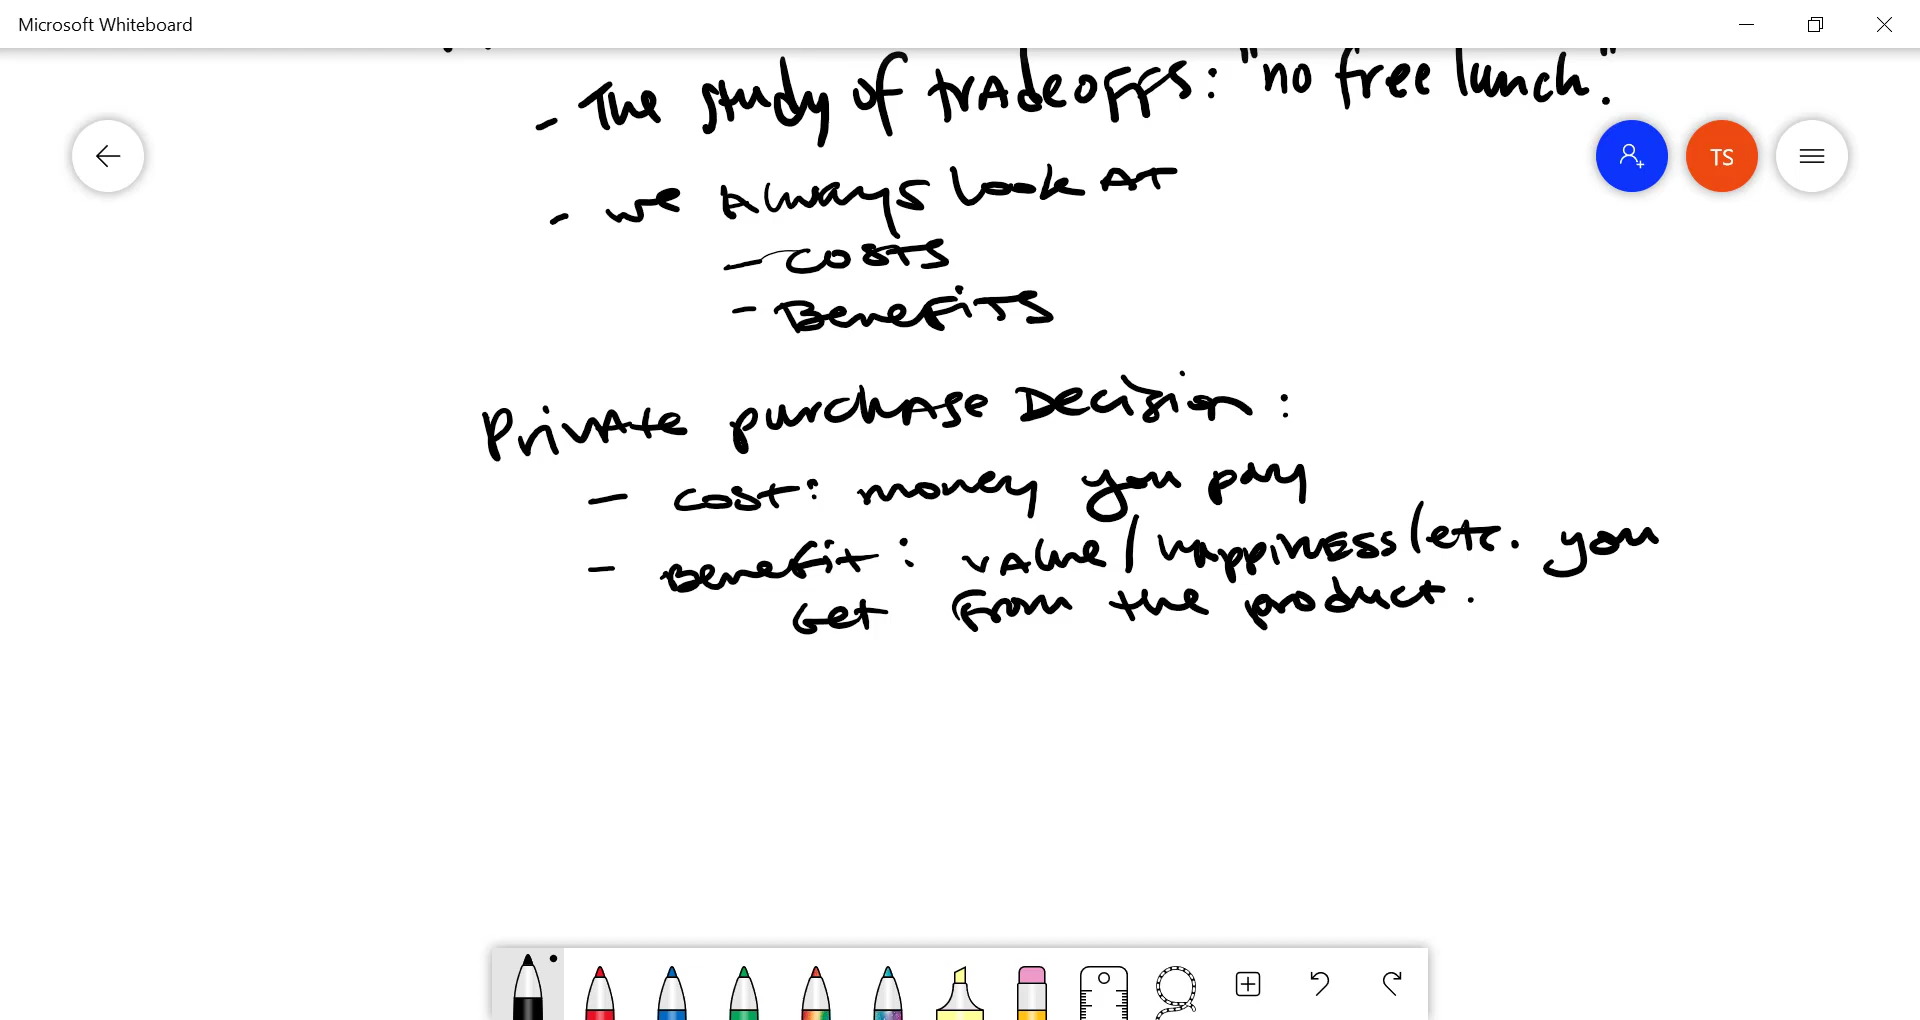 Microsoft Whiteboard
- The study of tradeoffs: "no free lunch."
TS
- we Always look At
- costs
- Benefits
Private purchase Decision:
- cost: money you pay
- Benefit: value/happiness/etc. you
Get from the product.